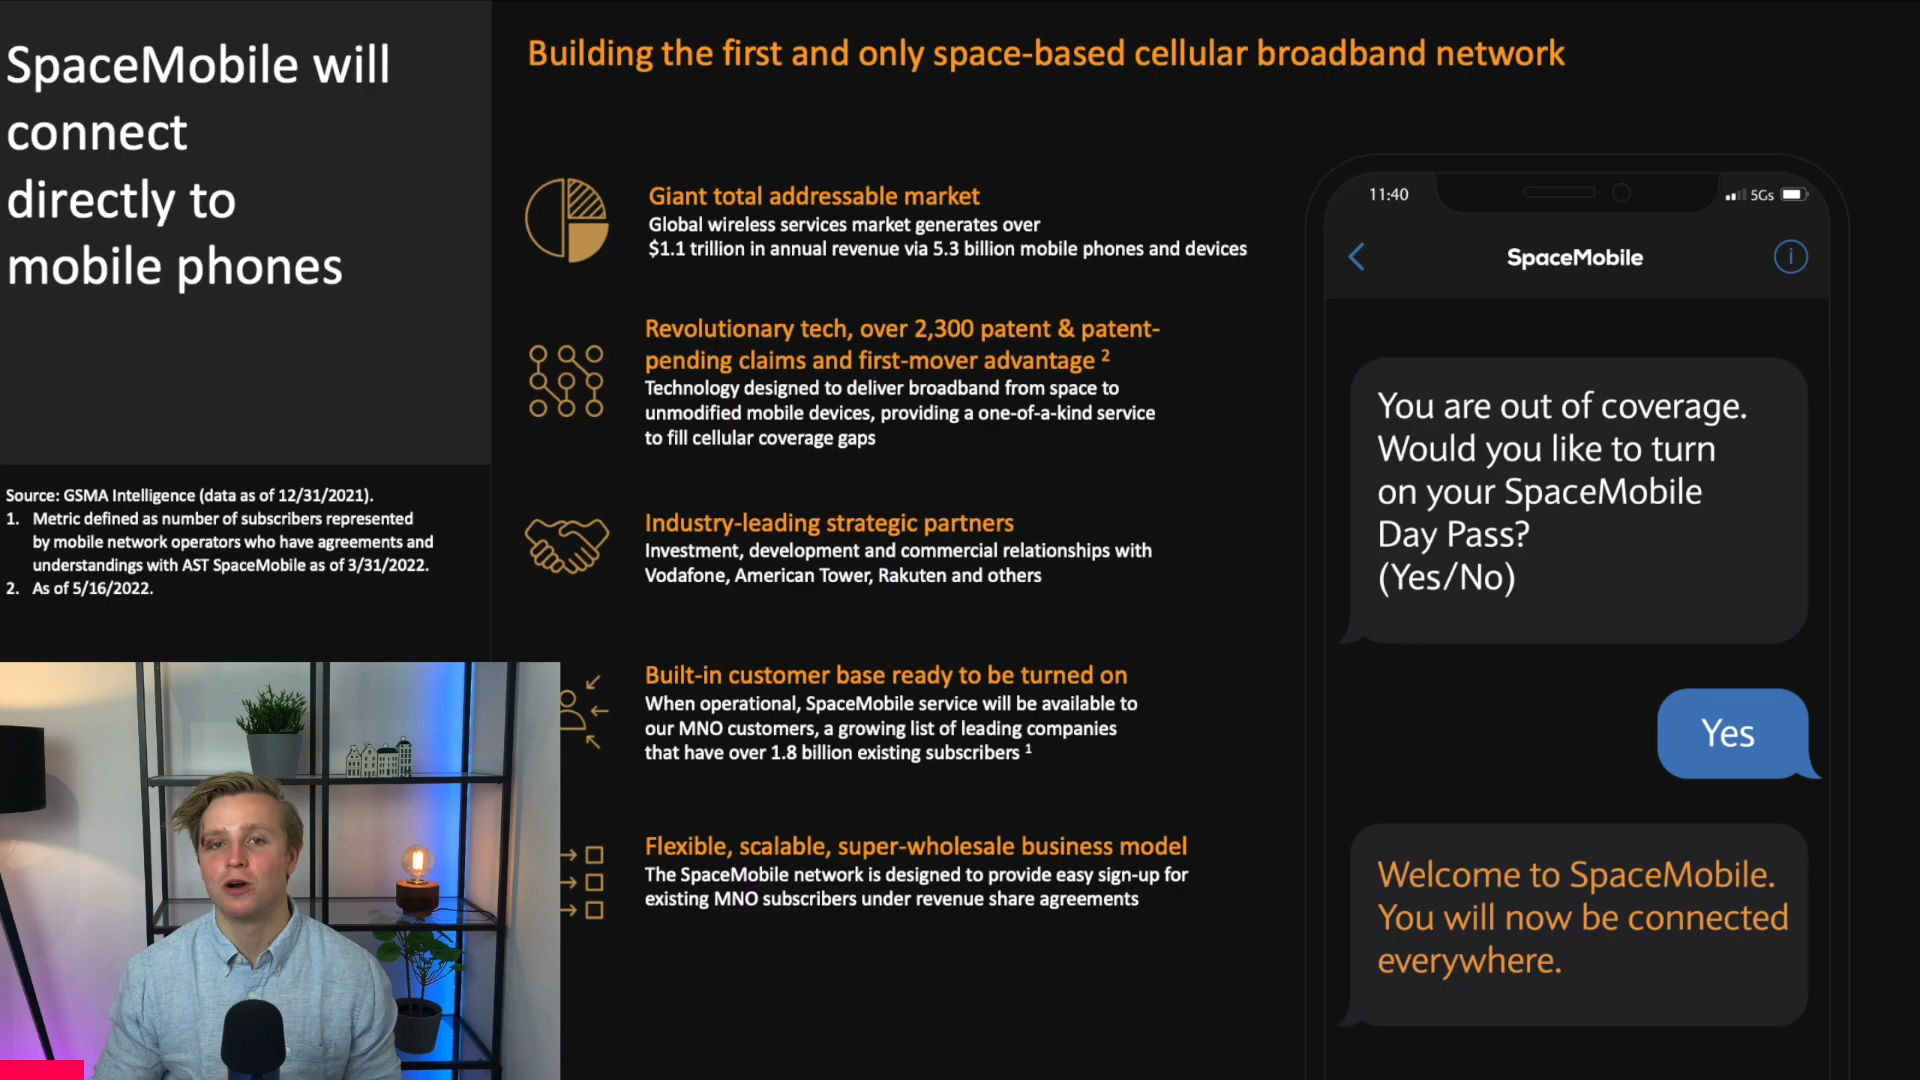 SpaceMobile will
connect
directly to
mobile phones
Source: GSMA Intelligence (data as of 12/31/2021).
1. Metric defined as number of subscribers represented
by mobile network operators who have agreements and
understandings with AST SpaceMobile as of 3/31/2022.
2. As of 5/16/2022.
Building the first and only space-based cellular broadband network
Giant total addressable market
Global wireless services market generates over
$1.1 trillion in annual revenue via 5.3 billion mobile phones and devices
Revolutionary tech, over 2,300 patent & patent-
pending claims and first-mover advantage 2
Technology designed to deliver broadband from space to
unmodified mobile devices, providing a one-of-a-kind service
to fill cellular coverage gaps
Industry-leading strategic partners
Investment, development and commercial relationships with
Vodafone, American Tower, Rakuten and others
Built-in customer base ready to be turned on
When operational, SpaceMobile service will be available to
our MNO customers, a growing list of leading companies
that have over 1.8 billion existing subscribers 1
Flexible, scalable, super-wholesale business model
The SpaceMobile network is designed to provide easy sign-up for
existing MNO subscribers under revenue share agreements
11:40
5Gs
SpaceMobile
You are out of coverage.
Would you like to turn
on your SpaceMobile
Day Pass?
(Yes/No)
Yes
Welcome to SpaceMobile.
You will now be connected
everywhere.